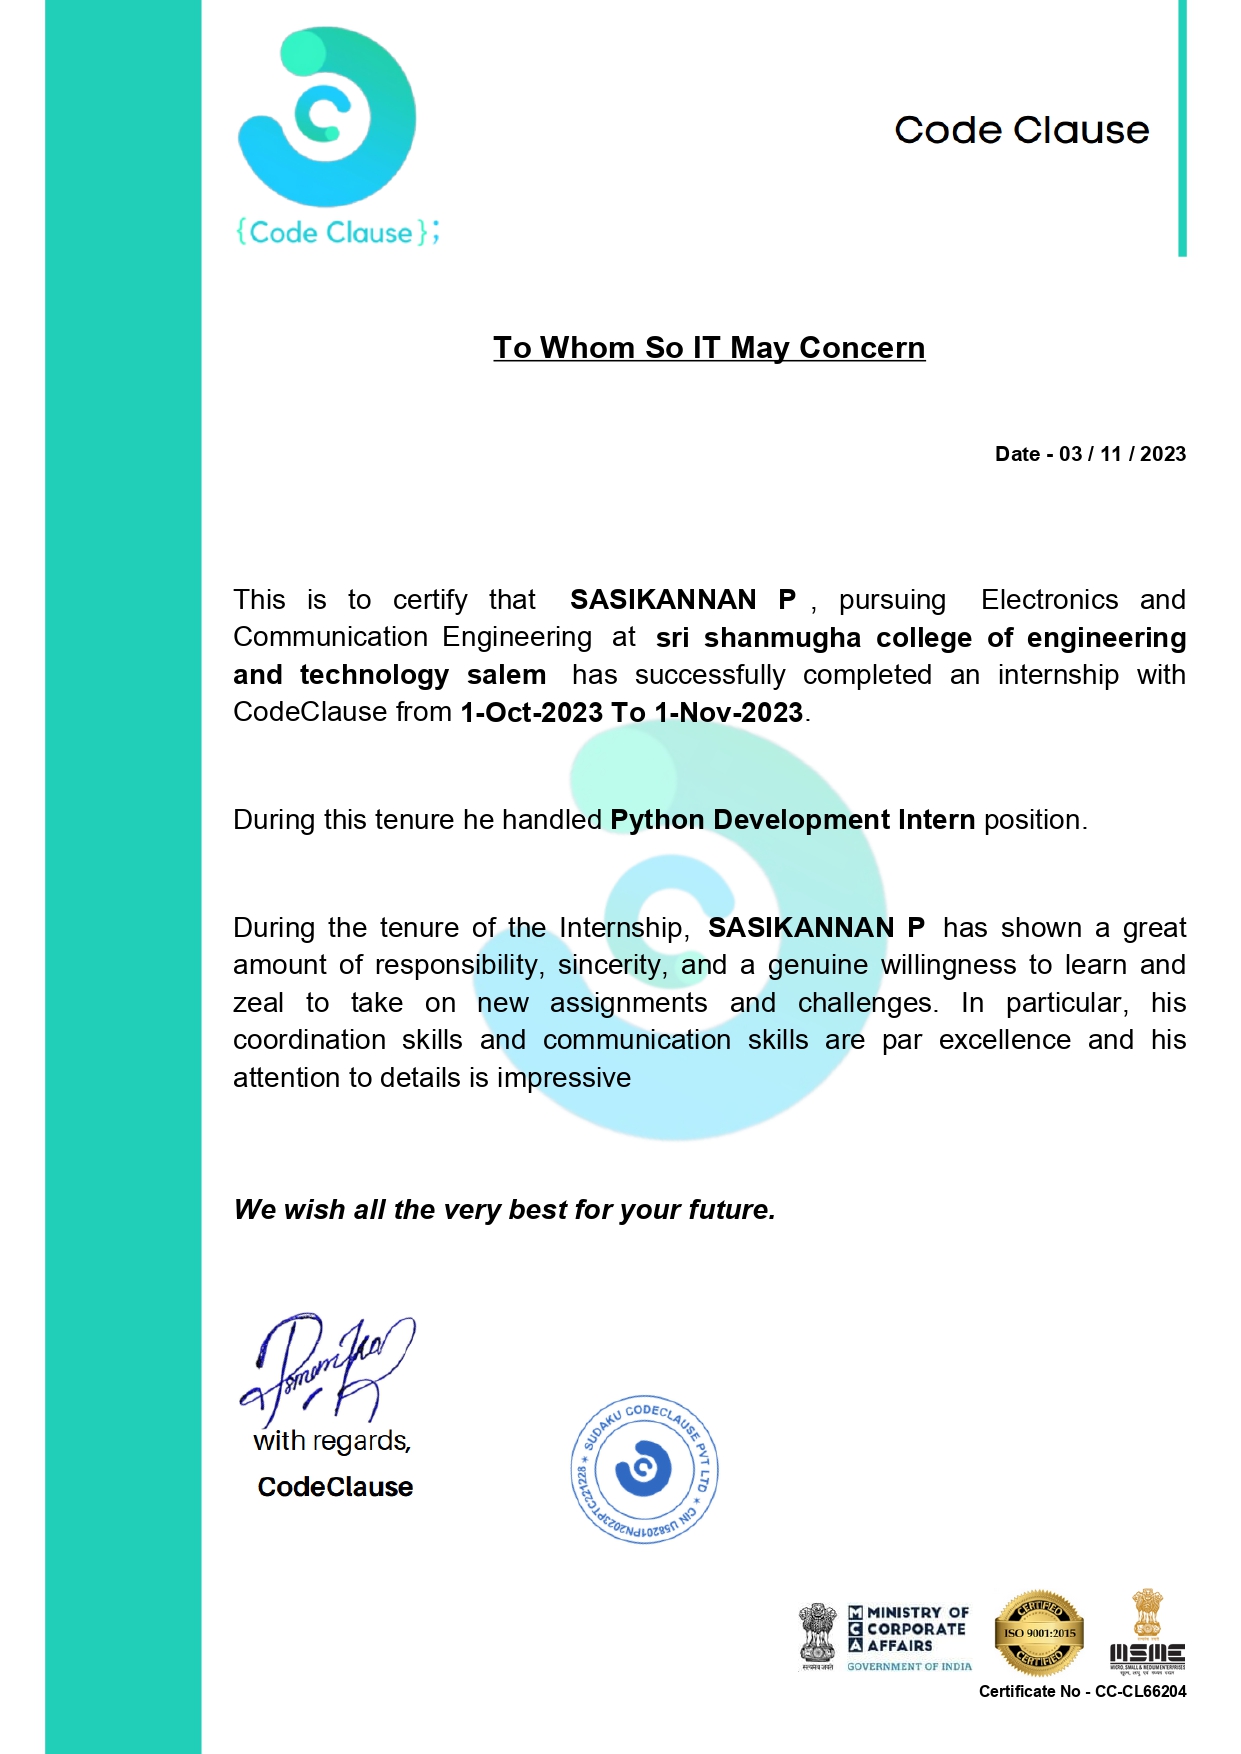 Code Clause
{Code Clause};
To Whom So IT May Concern
Date - 03 / 11 / 2023
This is to certify that SASIKANNAN P , pursuing Electronics and
Communication Engineering at sri shanmugha college of engineering
and technology salem has successfully completed an internship with
CodeClause from 1-Oct-2023 To 1-Nov-2023.
During this tenure he handled Python Development Intern position.
During the tenure of the Internship, SASIKANNAN P has shown a great
amount of responsibility, sincerity, and a genuine willingness to learn and
zeal to take on new assignments and challenges. In particular, his
coordination skills and communication skills are par excellence and his
attention to details is impressive
We wish all the very best for your future.
with regards,
CodeClause
* SUDAKU CODECLAUSE PVT LTD * CIN U58201PN2023PTC221228
सत्यमेव जयते
MCA
MINISTRY OF
CORPORATE
AFFAIRS
GOVERNMENT OF INDIA
CERTIFIED
ISO 9001:2015
CERTIFIED
MSME
MICRO, SMALL & MEDIUM ENTERPRISES
सूक्ष्म, लघु एवं मध्यम उद्यम
Certificate No - CC-CL66204